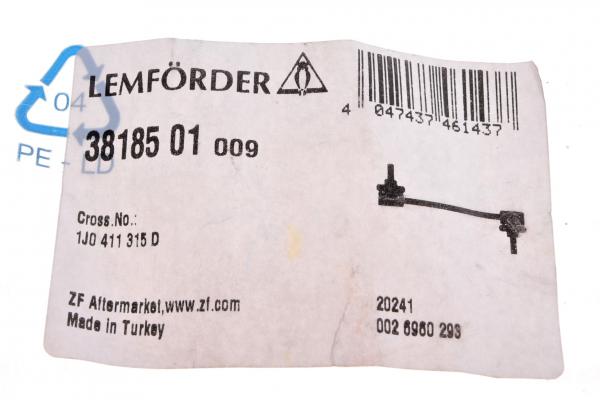 LEMFÖRDER
4 047437 461437
04
PE - LD
38185 01 009
Cross.No.:
1J0 411 315 D
ZF Aftermarket,www.zf.com
Made in Turkey
20241
002 6960 293